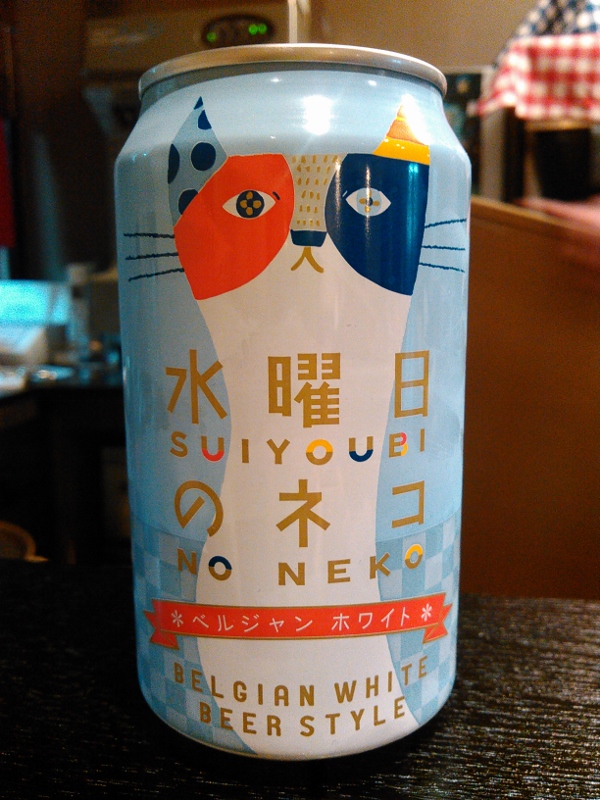 水曜日
SUIYOUBI
のネコ
NO NEKO
*ベルジャン ホワイト*
BELGIAN WHITE
BEER STYLE